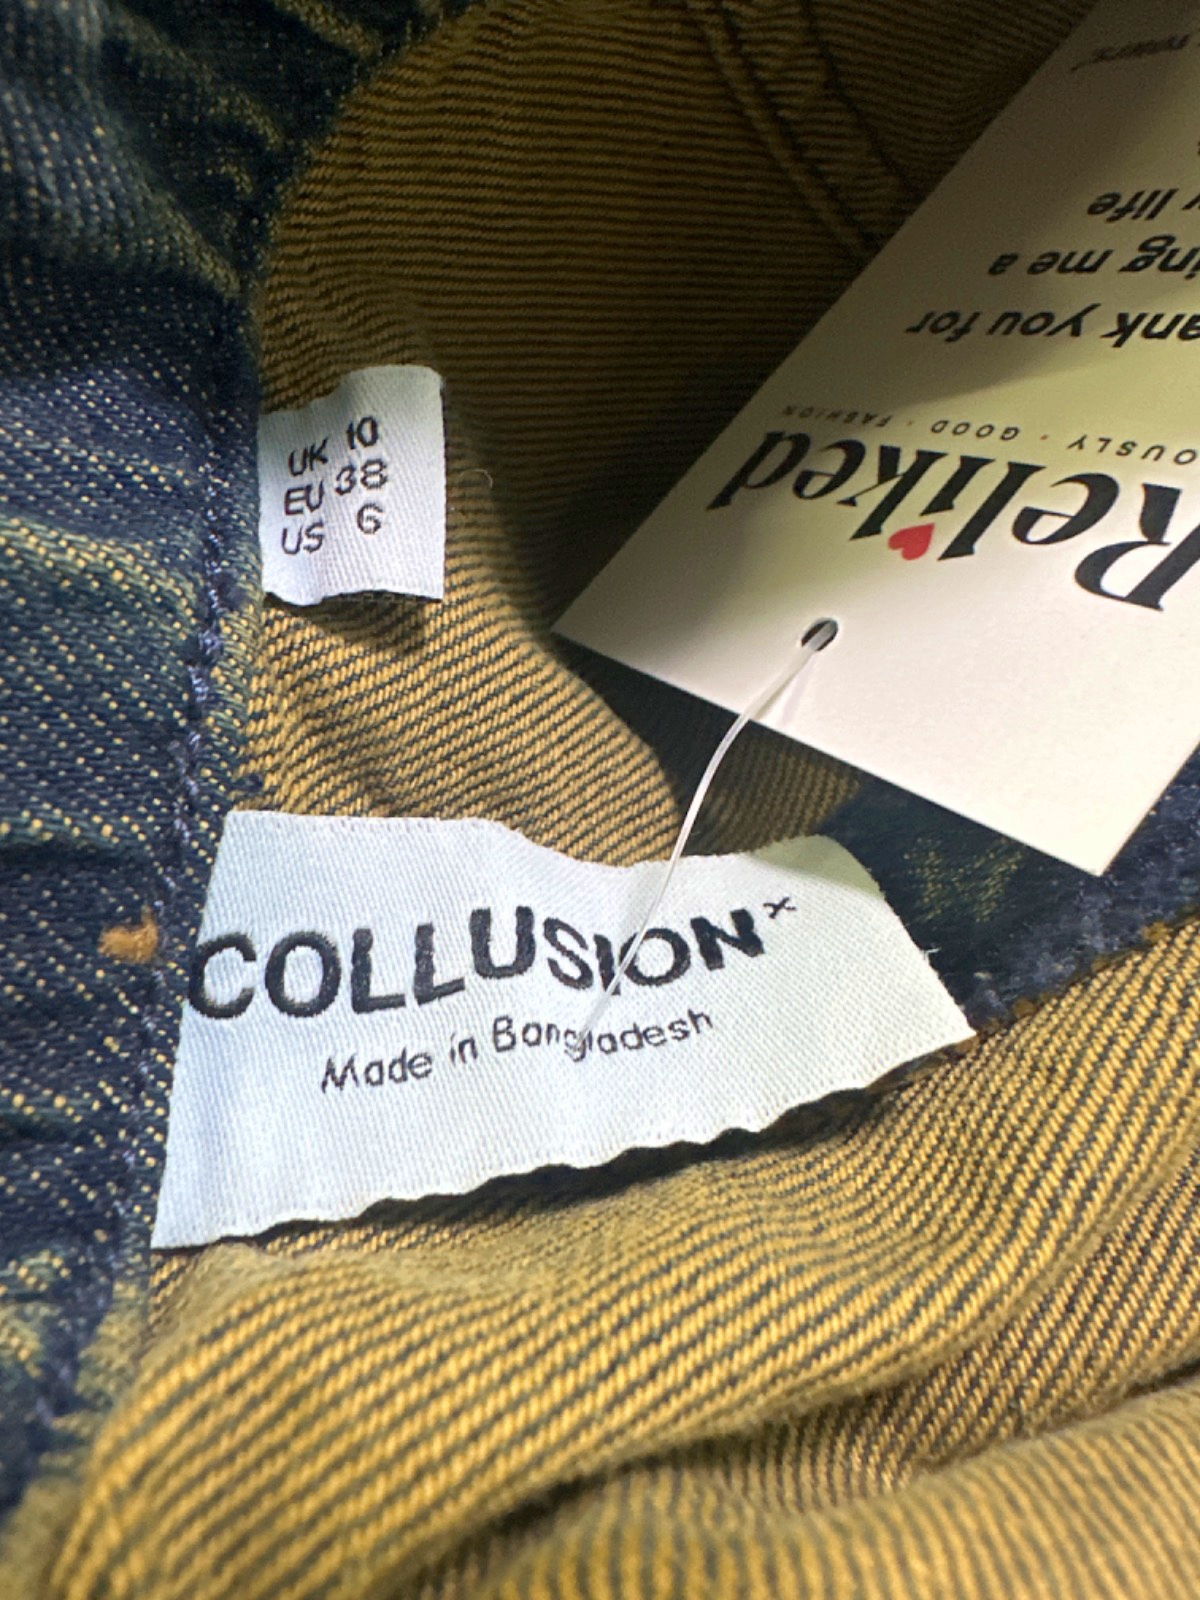 UK 10
EU 38
US 6
COLLUSION×
Made in Bangladesh
Reliked
OUSLY · GOOD · FASHION
ank you for
ing me a
life